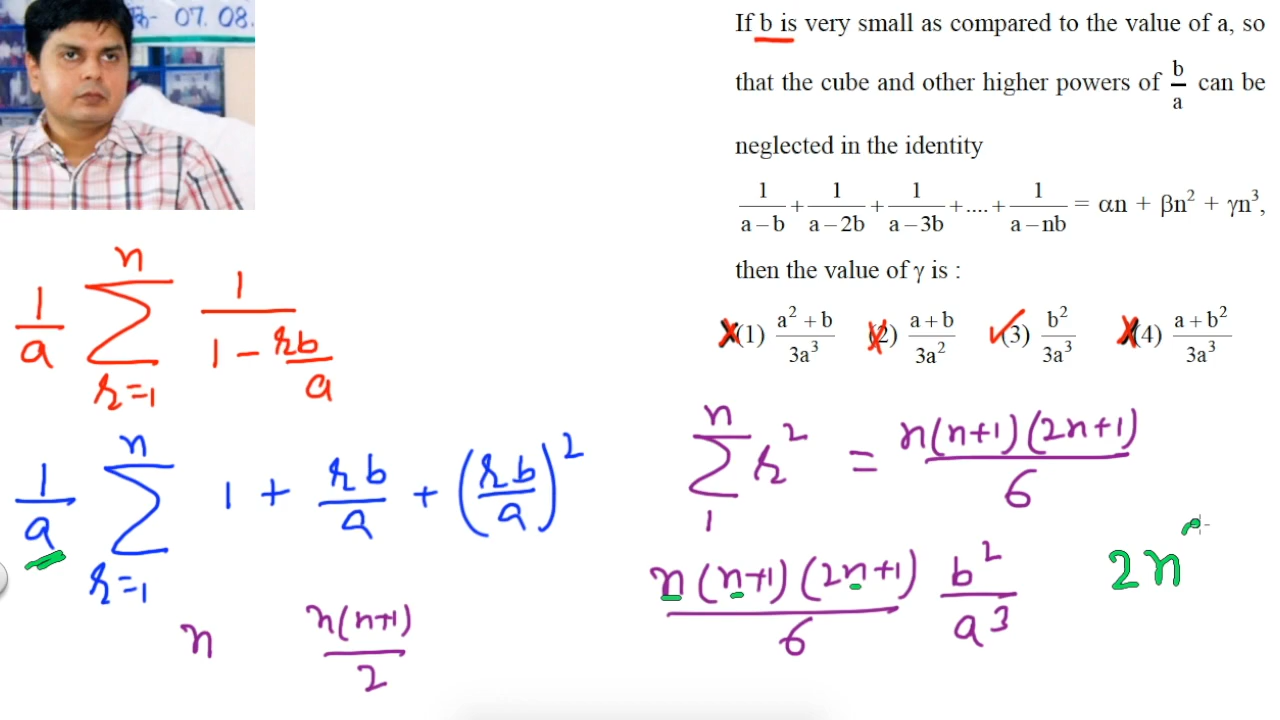 क्र- 07. 08.
If b is very small as compared to the value of a, so
that the cube and other higher powers of b/a can be
neglected in the identity
1/(a−b) + 1/(a−2b) + 1/(a−3b) + .... + 1/(a−nb) = αn + βn² + γn³,
then the value of γ is :
(1) (a² + b)/3a³ (2) (a + b)/3a² (3) b²/3a³ (4) (a + b²)/3a³
1/a ∑_{r=1}^{n} 1/(1 − rb/a)
1/a ∑_{r=1}^{n} 1 + rb/a + (rb/a)²
n n(n+1)/2
∑_{1}^{n} r² = n(n+1)(2n+1)/6
n(n+1)(2n+1)/6 b²/a³
2n